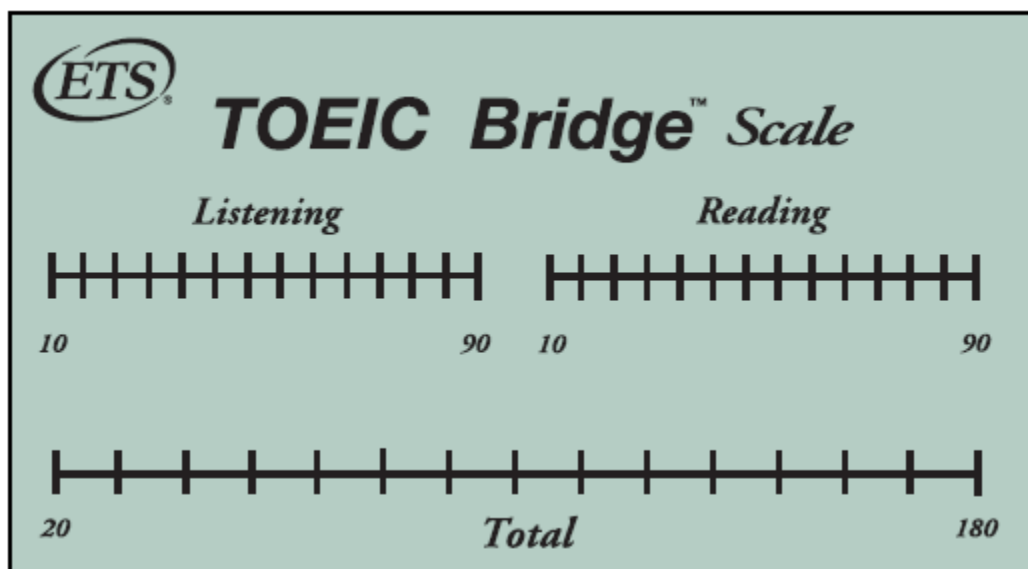 ETS®
TOEIC Bridge™ Scale
Listening Reading
10 90 10 90
20 Total 180